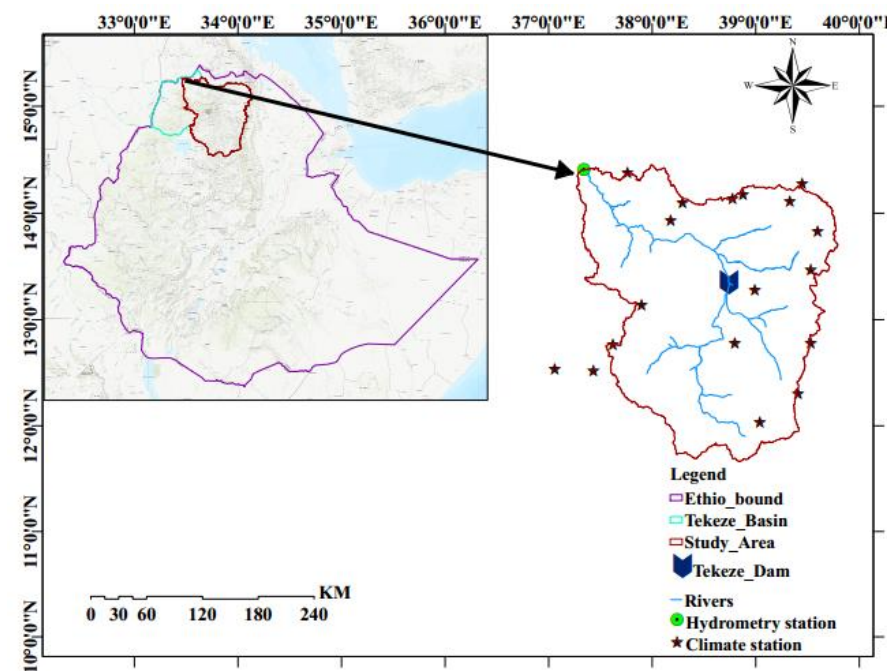 33°0'0"E 34°0'0"E 35°0'0"E 36°0'0"E 37°0'0"E 38°0'0"E 39°0'0"E 40°0'0"E
15°0'0"N
14°0'0"N
13°0'0"N
12°0'0"N
11°0'0"N
10°0'0"N
N
W E
S
Legend
Ethio_bound
Tekeze_Basin
Study_Area
Tekeze_Dam
Rivers
Hydrometry station
Climate station
KM
0 30 60 120 180 240